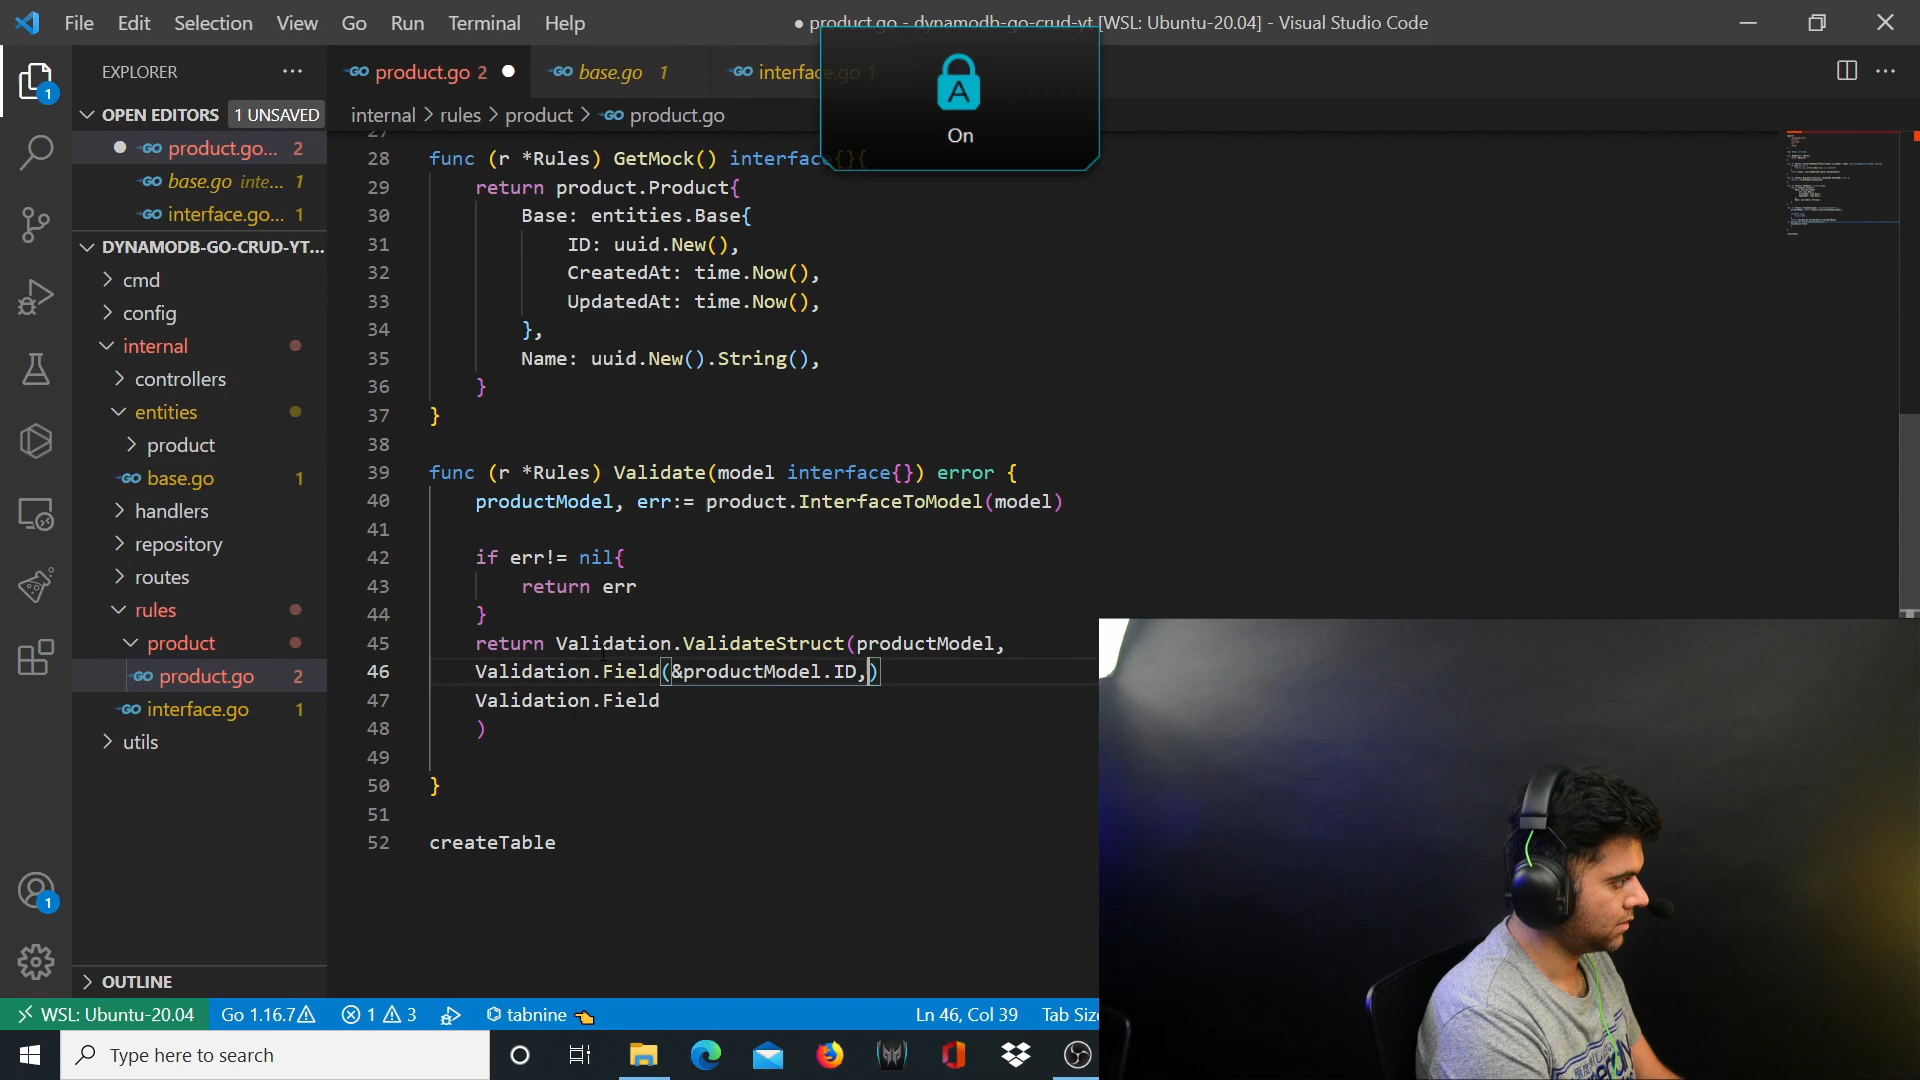 File Edit Selection View Go Run Terminal Help
● product.go - dynamodb-go-crud-yt [WSL: Ubuntu-20.04] - Visual Studio Code
A
On
EXPLORER
OPEN EDITORS 1 UNSAVED
product.go... 2
base.go inte... 1
interface.go... 1
DYNAMODB-GO-CRUD-YT...
cmd
config
internal
controllers
entities
product
base.go 1
handlers
repository
routes
rules
product
product.go 2
interface.go 1
utils
OUTLINE
1
1
product.go 2 ● base.go 1 interface.go 1
internal > rules > product > product.go
27
28 func (r *Rules) GetMock() interface{}{
29 return product.Product{
30 Base: entities.Base{
31 ID: uuid.New(),
32 CreatedAt: time.Now(),
33 UpdatedAt: time.Now(),
34 },
35 Name: uuid.New().String(),
36 }
37 }
38
39 func (r *Rules) Validate(model interface{}) error {
40 productModel, err:= product.InterfaceToModel(model)
41
42 if err!= nil{
43 return err
44 }
45 return Validation.ValidateStruct(productModel,
46 Validation.Field(&productModel.ID,)
47 Validation.Field
48 )
49
50 }
51
52 createTable
WSL: Ubuntu-20.04 Go 1.16.7 1 3 tabnine Ln 46, Col 39 Tab Size
Type here to search